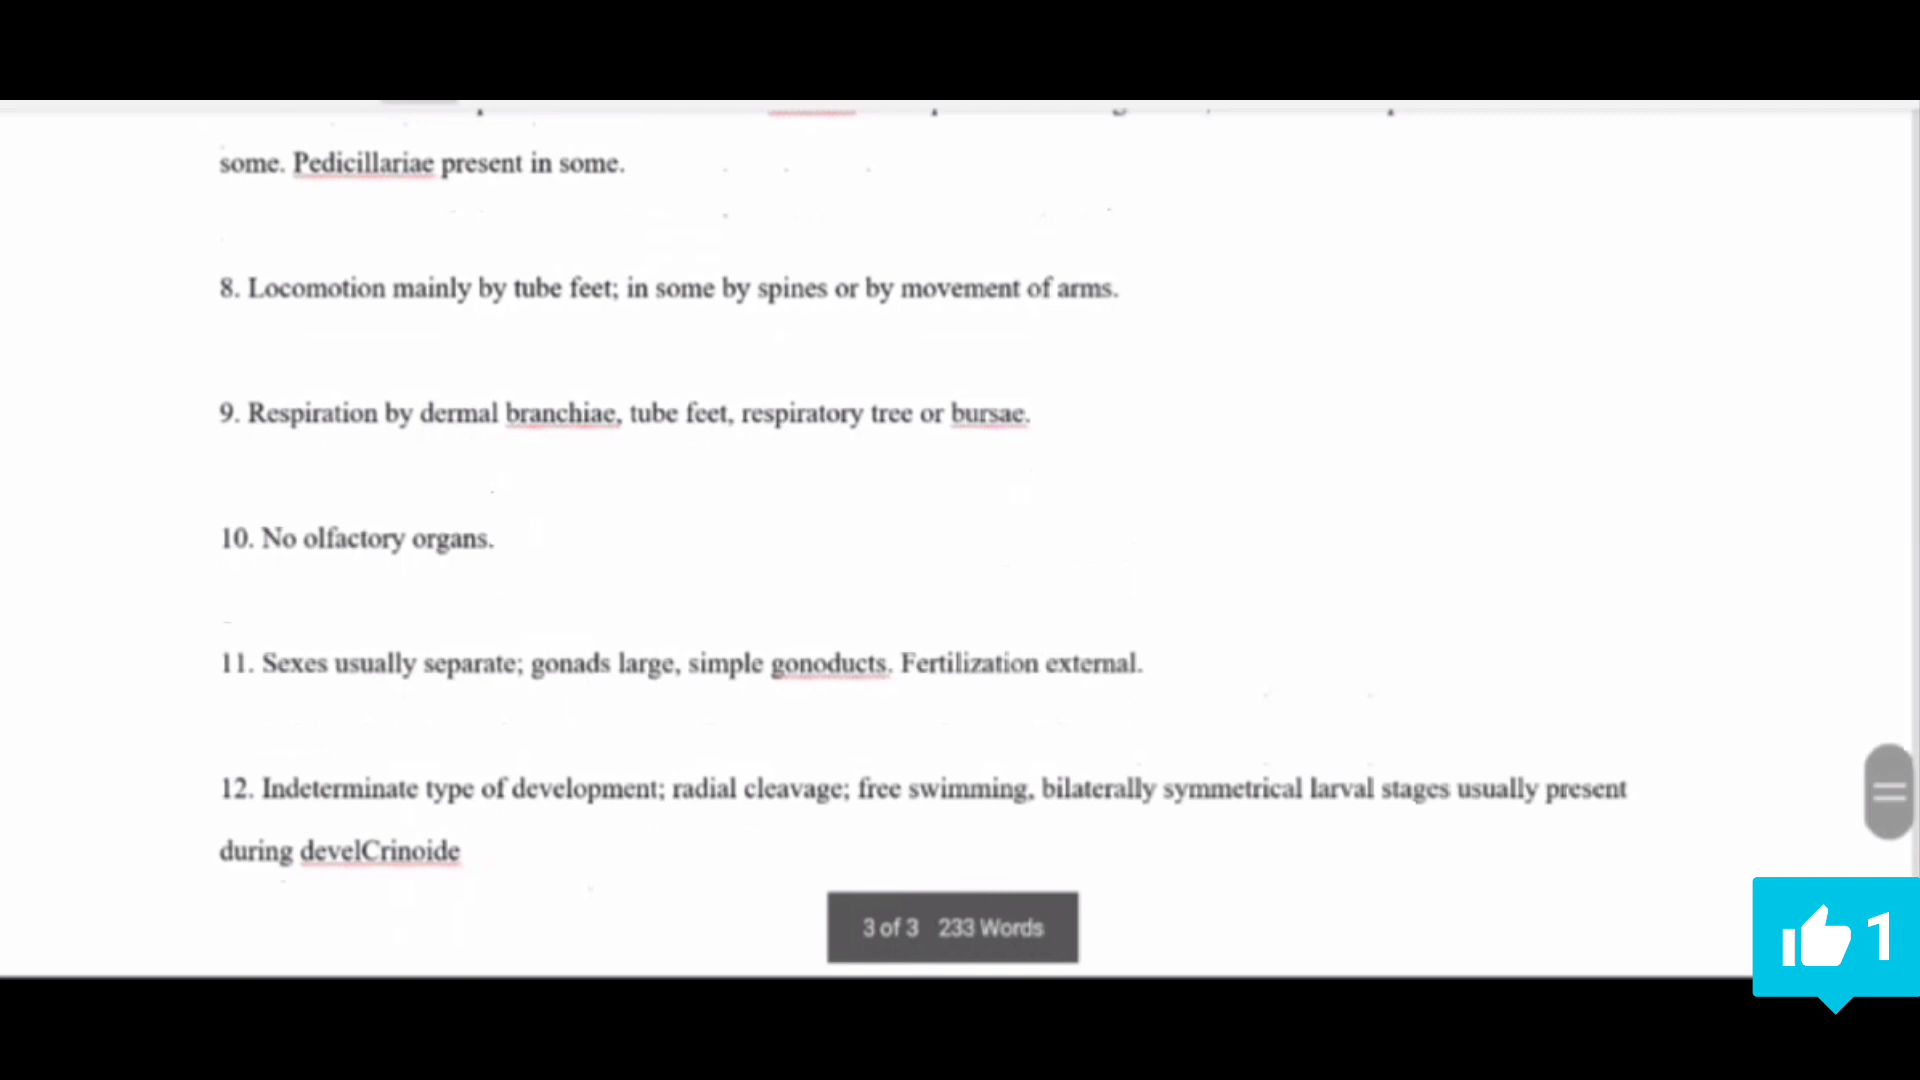 some. Pedicillariae present in some.
8. Locomotion mainly by tube feet; in some by spines or by movement of arms.
9. Respiration by dermal branchiae, tube feet, respiratory tree or bursae.
10. No olfactory organs.
11. Sexes usually separate; gonads large, simple gonoducts. Fertilization external.
12. Indeterminate type of development; radial cleavage; free swimming, bilaterally symmetrical larval stages usually present
during develCrinoide
3 of 3 233 Words
1